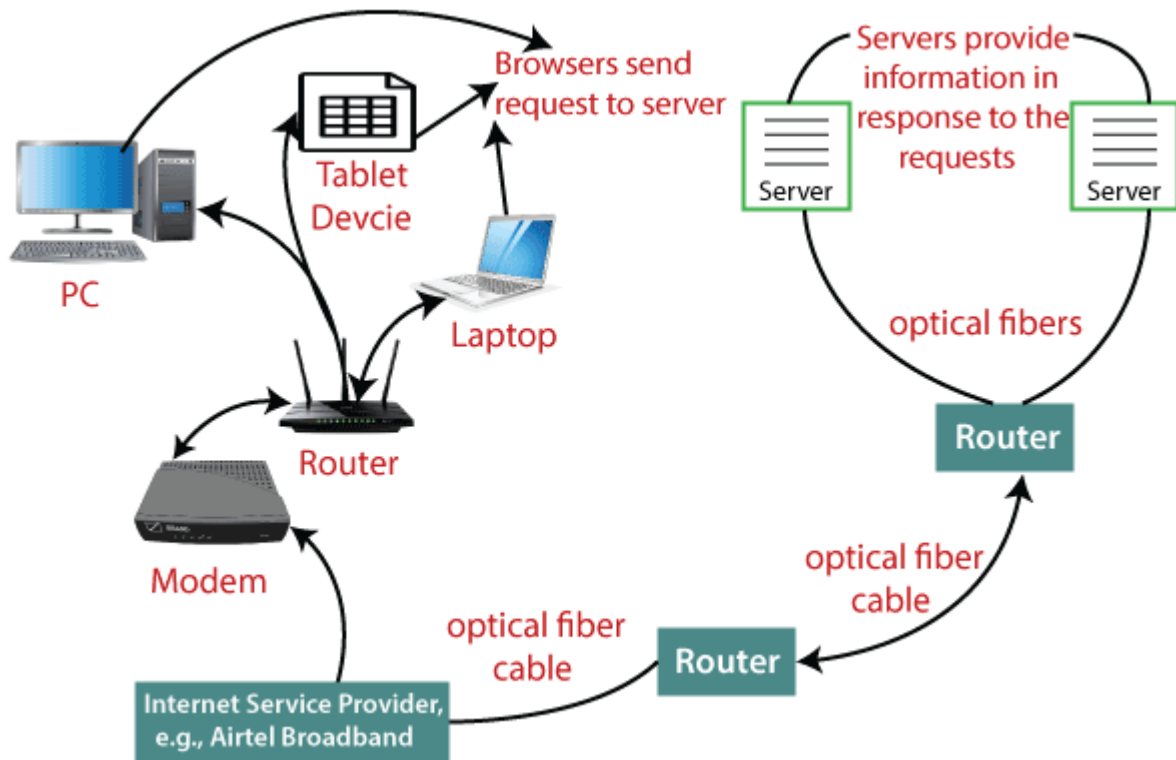 Browsers send
request to server
Servers provide
information in
response to the
requests
Server
Server
Tablet
Devcie
PC
Laptop
optical fibers
Router
Router
Modem
optical fiber
cable
optical fiber
cable
Router
Internet Service Provider,
e.g., Airtel Broadband